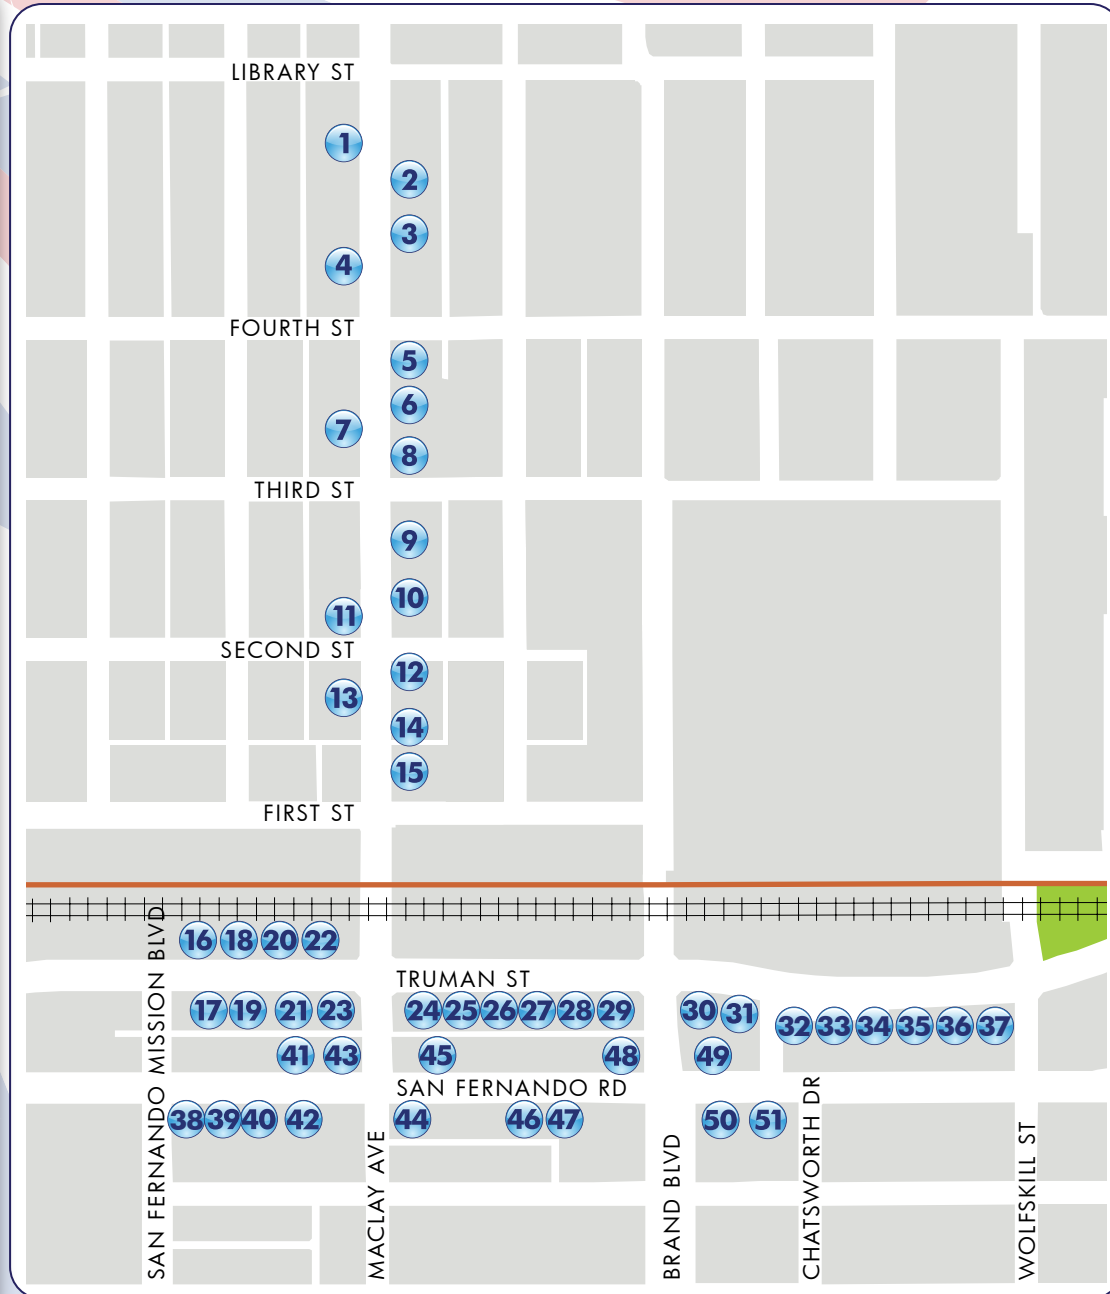 LIBRARY ST
1
2
3
4
FOURTH ST
5
6
7
8
THIRD ST
9
10
11
SECOND ST
12
13
14
15
FIRST ST
16 18 20 22
TRUMAN ST
17 19 21 23 24 25 26 27 28 29 30 31
32 33 34 35 36 37
41 43 45 48 49
SAN FERNANDO RD
38 39 40 42 44 46 47 50 51
SAN FERNANDO MISSION BLVD
MACLAY AVE
BRAND BLVD
CHATSWORTH DR
WOLFSKILL ST